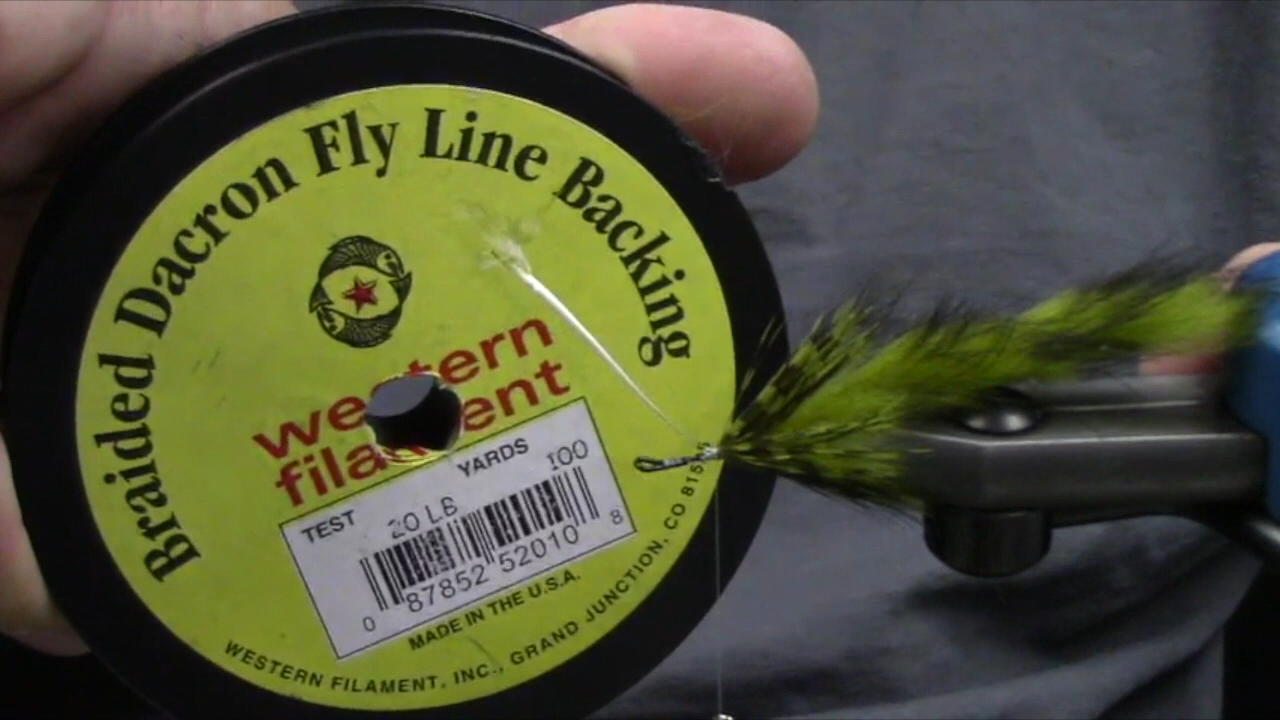 Braided Dacron Fly Line Backing
western
filament
TEST 20 LB YARDS 100
0 87852 52010 8
MADE IN THE U.S.A.
WESTERN FILAMENT, INC., GRAND JUNCTION, CO